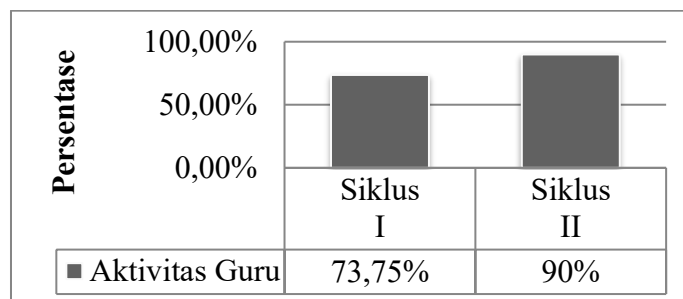 Persentase
100,00%
50,00%
0,00%
Siklus Siklus
I II
Aktivitas Guru 73,75% 90%